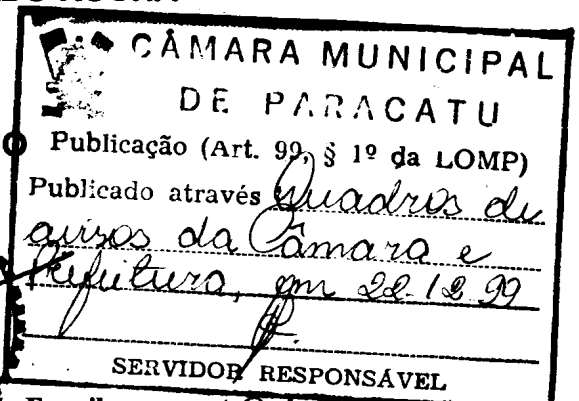 CÂMARA MUNICIPAL
DE PARACATU
Publicação (Art. 99, § 1º da LOMP)
Publicado através Quadros de
avisos da Câmara e
Prefeitura, em 22.12.99
SERVIDOR RESPONSÁVEL